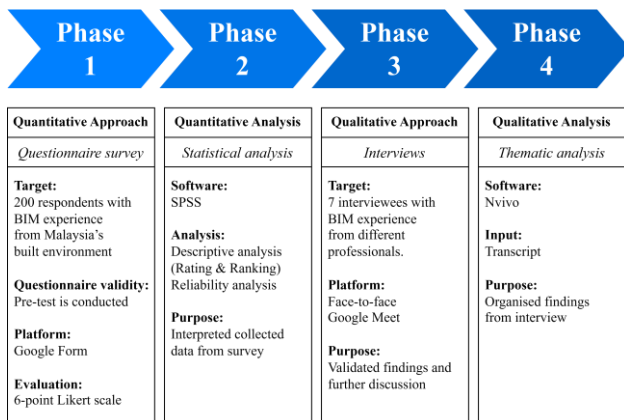 Phase
1
Phase
2
Phase
3
Phase
4
Quantitative Approach
Questionnaire survey
Target:
200 respondents with
BIM experience
from Malaysia's
built environment
Questionnaire validity:
Pre-test is conducted
Platform:
Google Form
Evaluation:
6-point Likert scale
Quantitative Analysis
Statistical analysis
Software:
SPSS
Analysis:
Descriptive analysis
(Rating & Ranking)
Reliability analysis
Purpose:
Interpreted collected
data from survey
Qualitative Approach
Interviews
Target:
7 interviewees with
BIM experience
from different
professionals.
Platform:
Face-to-face
Google Meet
Purpose:
Validated findings and
further discussion
Qualitative Analysis
Thematic analysis
Software:
Nvivo
Input:
Transcript
Purpose:
Organised findings
from interview